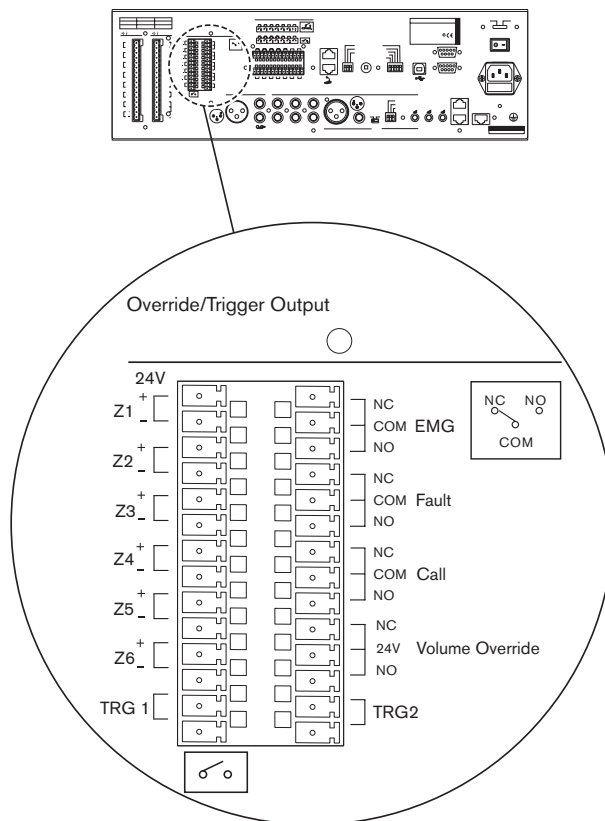 Override/Trigger Output
24V
Z1 + -
Z2 + -
Z3 + -
Z4 + -
Z5 + -
Z6 + -
TRG 1
NC
COM EMG
NO
NC
COM Fault
NO
NC
COM Call
NO
NC
24V Volume Override
NO
TRG2
NC NO
COM